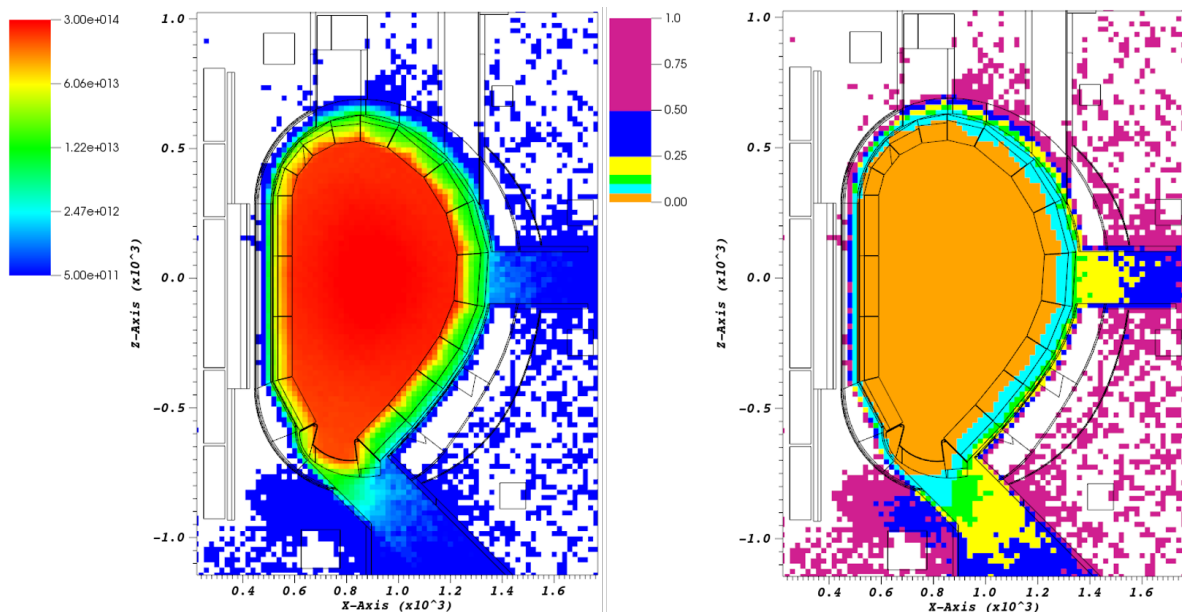 3.00e+014
6.06e+013
1.22e+013
2.47e+012
5.00e+011
1.0
0.5
0.0
-0.5
-1.0
Z-Axis (x10^3)
0.4 0.6 0.8 1.0 1.2 1.4 1.6
X-Axis (x10^3)
1.0
0.75
0.50
0.25
0.00
1.0
0.5
0.0
-0.5
-1.0
Z-Axis (x10^3)
0.4 0.6 0.8 1.0 1.2 1.4 1.6
X-Axis (x10^3)